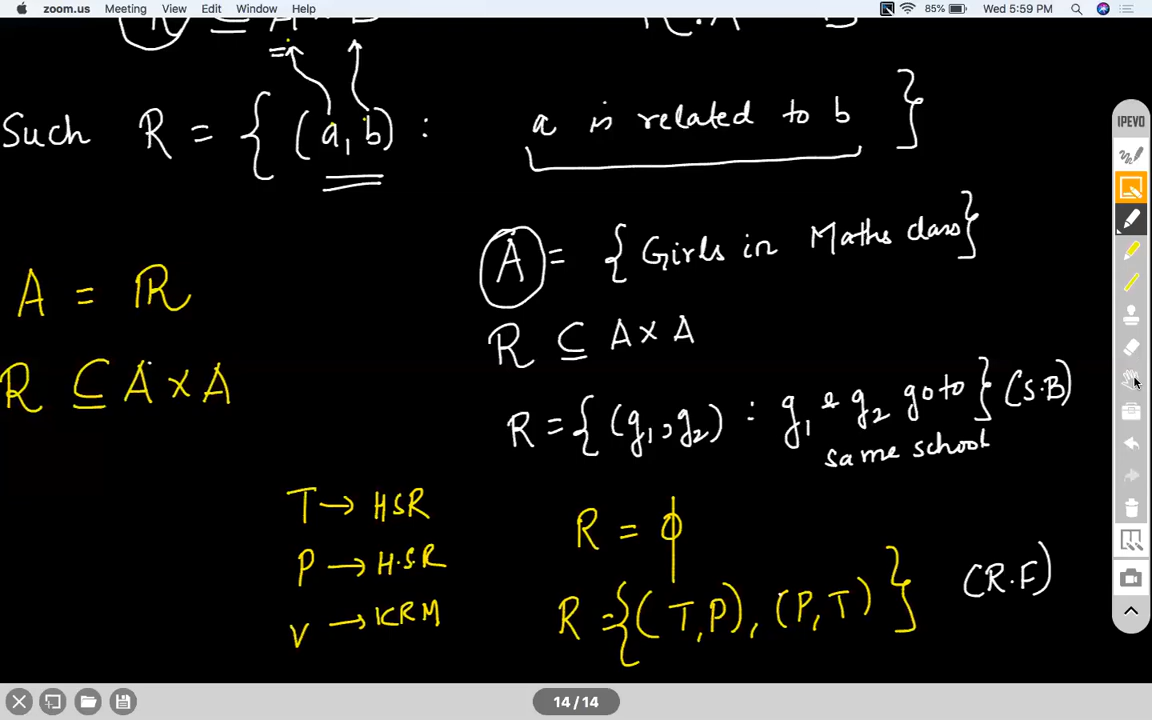 zoom.us Meeting View Edit Window Help 85% Wed 5:59 PM
Such R = { (a, b) : a is related to b }
A = { Girls in Maths class }
A = ℝ
R ⊆ A × A
R ⊆ A × A
R = { (g₁, g₂) : g₁ & g₂ go to same school } (S.B)
T → HSR
P → H.S.R
V → KRM
R = ϕ
R = { (T, P), (P, T) } (R.F)
IPEVO
14 / 14